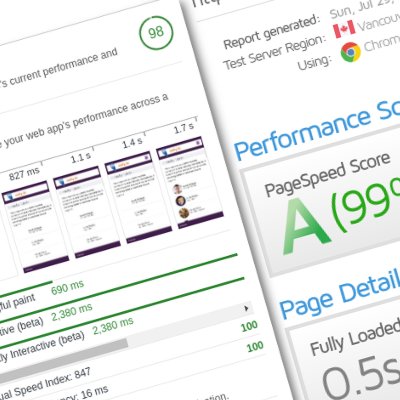 98
's current performance and
e your web app's performance across a
827 ms
1.1 s
1.4 s
1.7 s
ful paint
690 ms
ctive (beta)
2,380 ms
tly Interactive (beta)
2,380 ms
100
ual Speed Index: 847
100
ncy: 16 ms
Report generated:
Sun, Jul 29,
Test Server Region:
Vancouv
Using:
Chrom
Performance Sc
PageSpeed Score
A (99%
Page Detail
Fully Loaded
0.5s